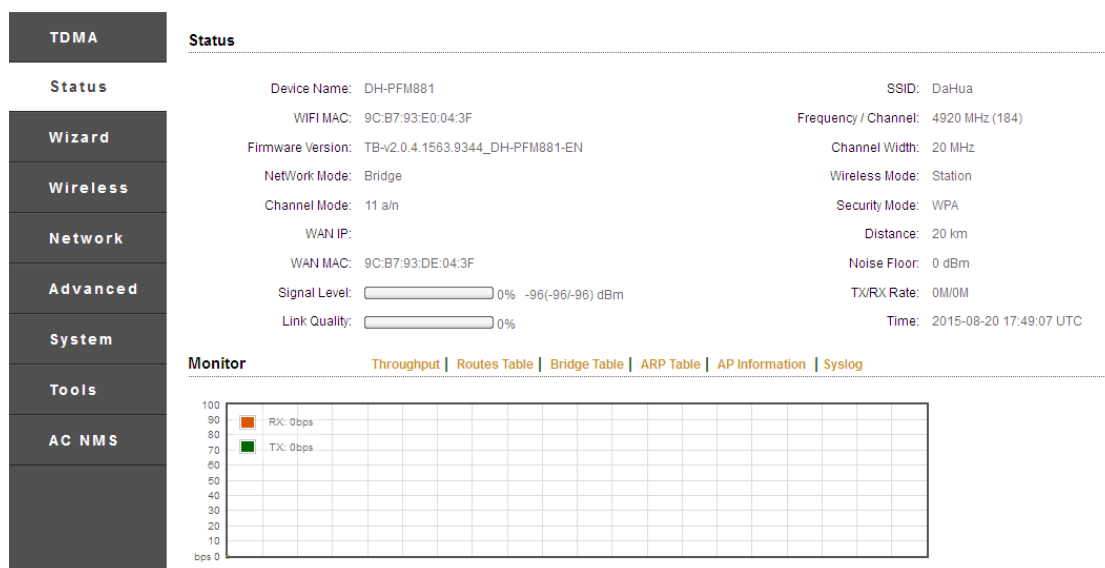 TDMA
Status
Wizard
Wireless
Network
Advanced
System
Tools
AC NMS
Status
Device Name: DH-PFM881
WIFI MAC: 9C:B7:93:E0:04:3F
Firmware Version: TB-v2.0.4.1563.9344_DH-PFM881-EN
NetWork Mode: Bridge
Channel Mode: 11 a/n
WAN IP:
WAN MAC: 9C:B7:93:DE:04:3F
Signal Level: 0% -96(-96/-96) dBm
Link Quality: 0%
SSID: DaHua
Frequency / Channel: 4920 MHz (184)
Channel Width: 20 MHz
Wireless Mode: Station
Security Mode: WPA
Distance: 20 km
Noise Floor: 0 dBm
TX/RX Rate: 0M/0M
Time: 2015-08-20 17:49:07 UTC
Monitor
Throughput | Routes Table | Bridge Table | ARP Table | AP Information | Syslog
100
90
80
70
60
50
40
30
20
10
bps 0
RX: 0bps
TX: 0bps